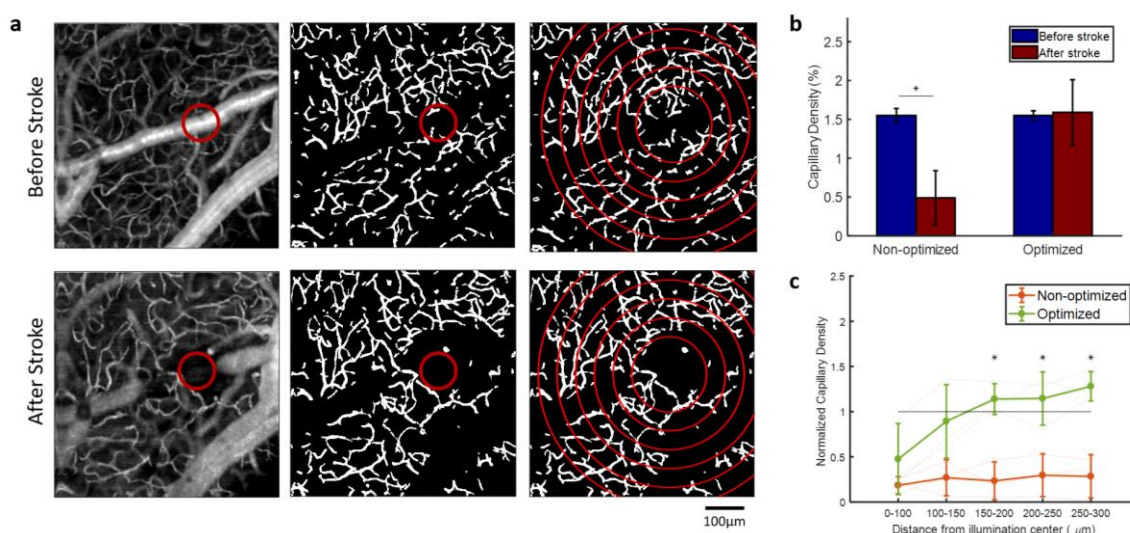 a
Before Stroke
After Stroke
100μm
b
Capillary Density (%)
2.5
2
1.5
1
0.5
0
Before stroke
After stroke
*
Non-optimized
Optimized
c
Normalized Capillary Density
2.5
2
1.5
1
0.5
0
Non-optimized
Optimized
* * *
0-100 100-150 150-200 200-250 250-300
Distance from illumination center ( μm)